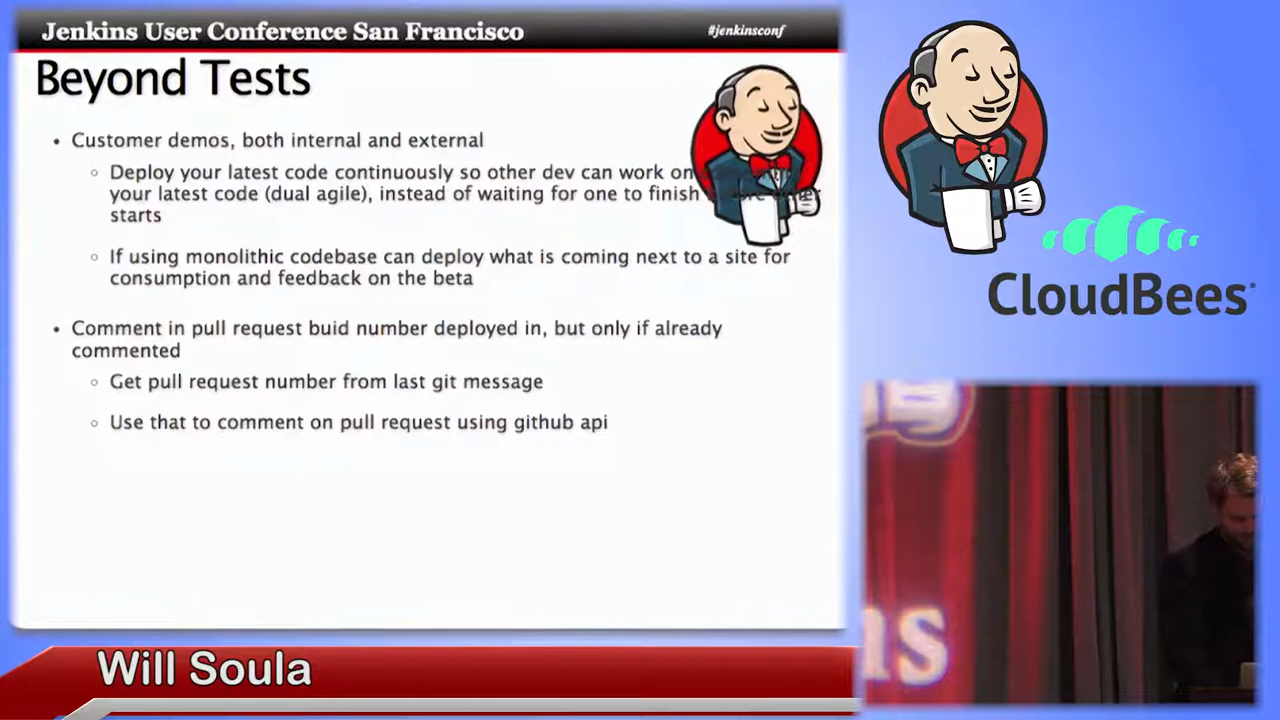 Jenkins User Conference San Francisco
#jenkinsconf
Beyond Tests
• Customer demos, both internal and external
◦ Deploy your latest code continuously so other dev can work on
your latest code (dual agile), instead of waiting for one to finish
starts
◦ If using monolithic codebase can deploy what is coming next to a site for
consumption and feedback on the beta
• Comment in pull request buid number deployed in, but only if already
commented
◦ Get pull request number from last git message
◦ Use that to comment on pull request using github api
CloudBees
as
Will Soula